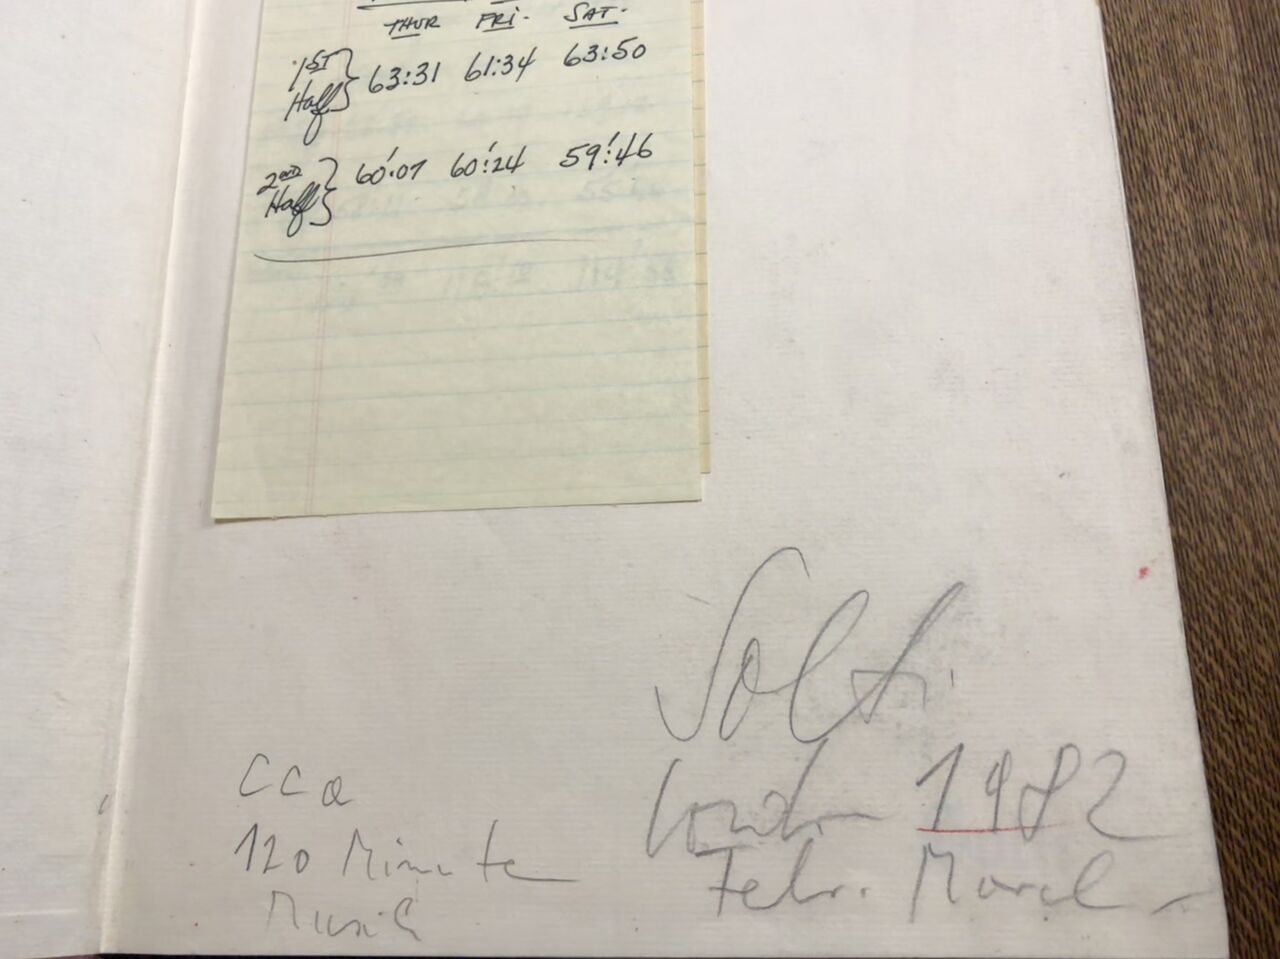 THUR FRI. SAT.
1ST Half } 63:31 61:34 63:50
2ND Half } 60:07 60:24 59:46
Solti
London 1982
Febr. March
cca
120 Minute
Musik